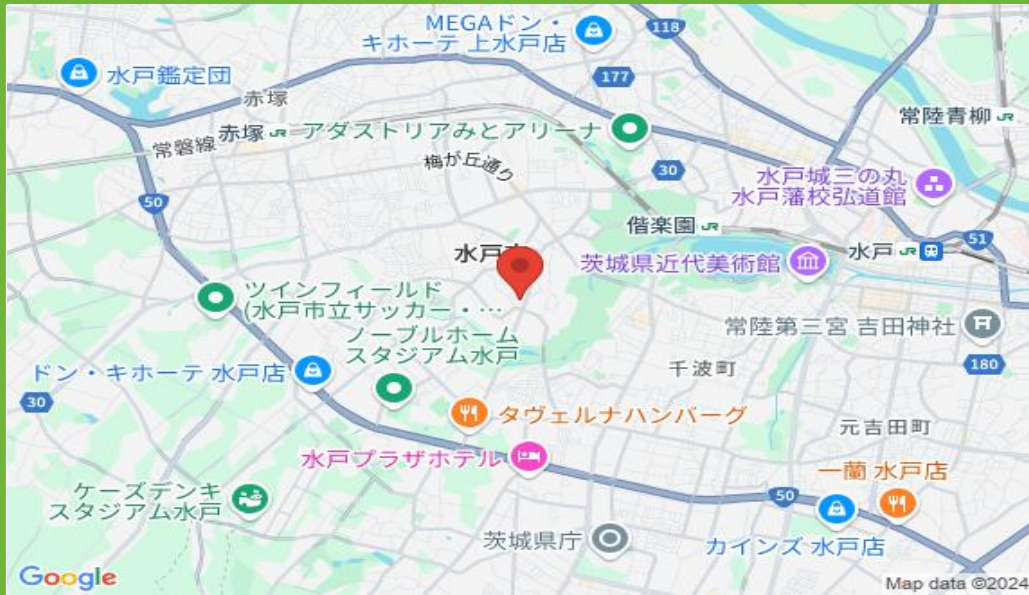 MEGAドン・
キホーテ 上水戸店
118
水戸鑑定団
177
赤塚
常陸青柳
JR
赤塚 JR
アダストリアみとアリーナ
常磐線
梅が丘通り
30
水戸城三の丸
水戸藩校弘道館
50
偕楽園 JR
51
水戸 JR
水戸
茨城県近代美術館
ツインフィールド
(水戸市立サッカー・…
常陸第三宮 吉田神社
ノーブルホーム
スタジアム水戸
180
千波町
ドン・キホーテ 水戸店
30
タヴェルナハンバーグ
元吉田町
水戸プラザホテル
一蘭 水戸店
ケーズデンキ
スタジアム水戸
50
茨城県庁
カインズ 水戸店
Google
Map data ©2024